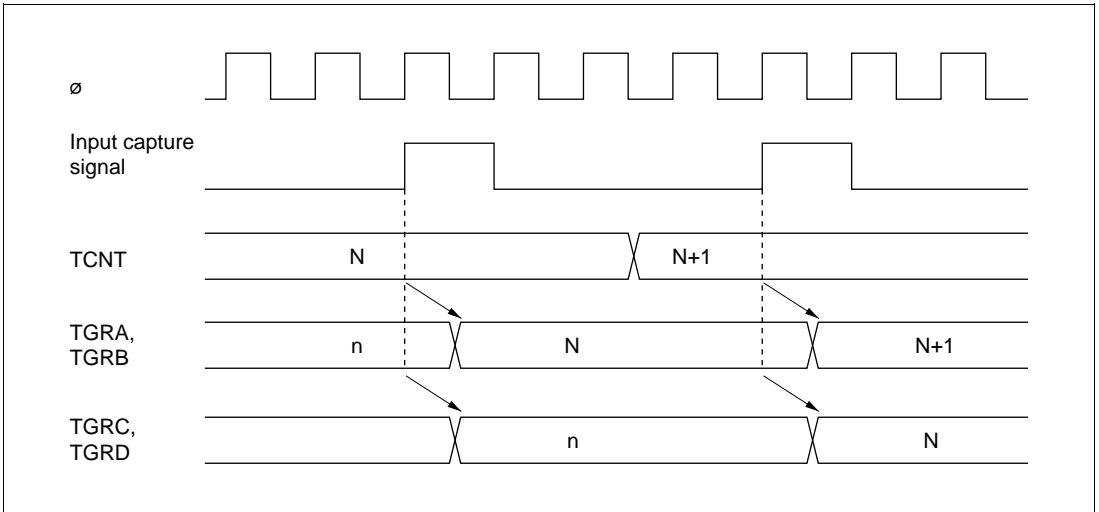 ø
Input capture
signal
TCNT
N
N+1
TGRA,
TGRB
n
N
N+1
TGRC,
TGRD
n
N